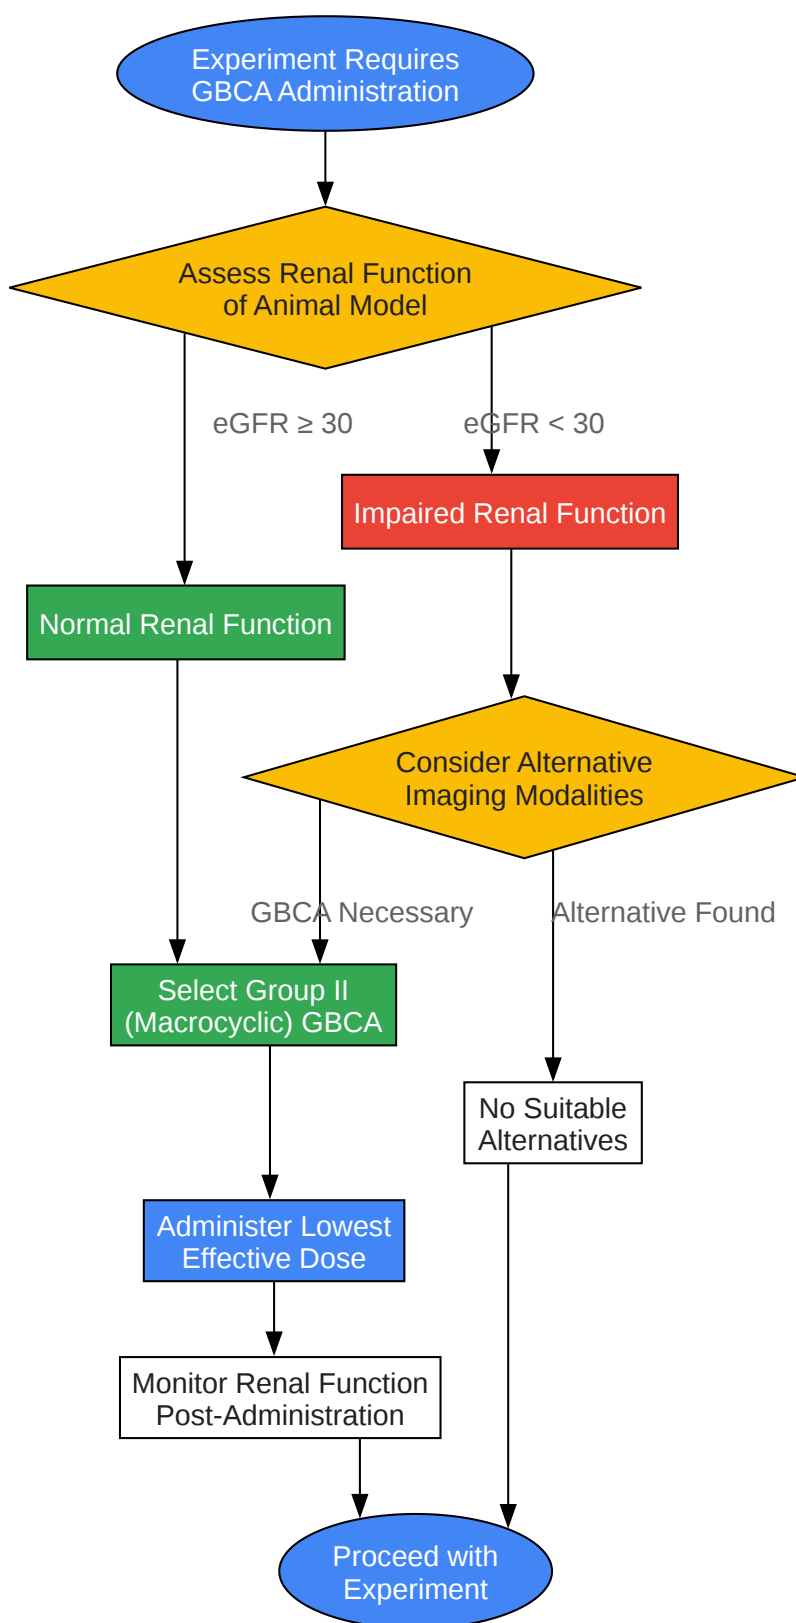 Experiment Requires
GBCA Administration
Assess Renal Function
of Animal Model
eGFR ≥ 30
eGFR < 30
Impaired Renal Function
Normal Renal Function
Consider Alternative
Imaging Modalities
GBCA Necessary
Alternative Found
Select Group II
(Macrocyclic) GBCA
No Suitable
Alternatives
Administer Lowest
Effective Dose
Monitor Renal Function
Post-Administration
Proceed with
Experiment